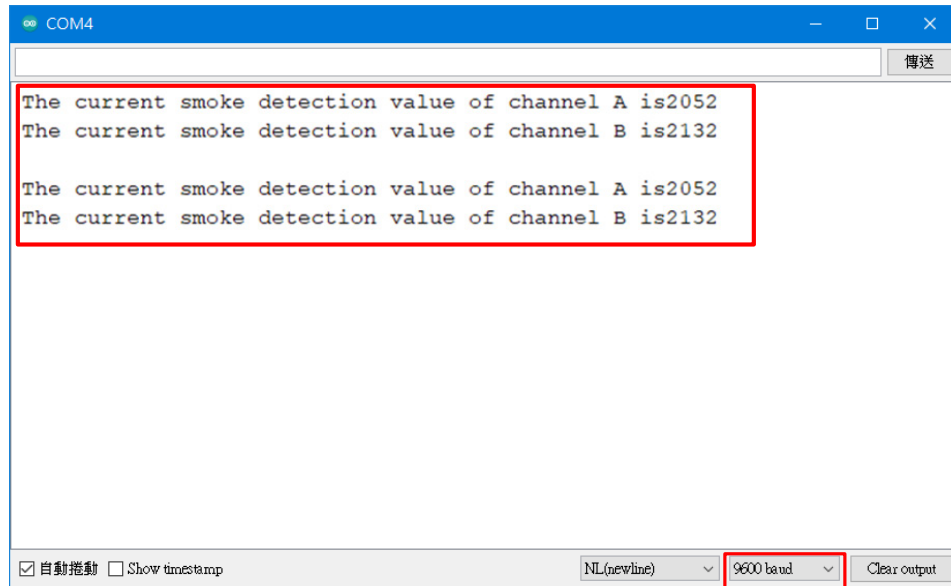 COM4
傳送
The current smoke detection value of channel A is2052
The current smoke detection value of channel B is2132
The current smoke detection value of channel A is2052
The current smoke detection value of channel B is2132
自動捲動 Show timestamp NL(newline) 9600 baud Clear output